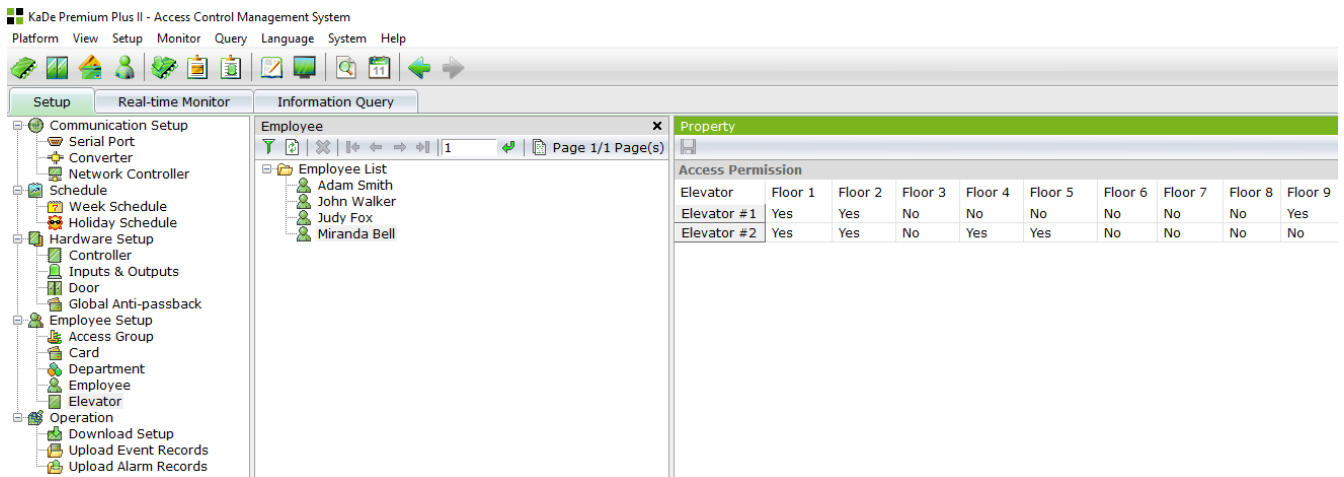 KaDe Premium Plus II - Access Control Management System
Platform View Setup Monitor Query Language System Help
11
Setup Real-time Monitor Information Query
Communication Setup
Serial Port
Converter
Network Controller
Schedule
Week Schedule
Holiday Schedule
Hardware Setup
Controller
Inputs & Outputs
Door
Global Anti-passback
Employee Setup
Access Group
Card
Department
Employee
Elevator
Operation
Download Setup
Upload Event Records
Upload Alarm Records
Employee
1 Page 1/1 Page(s)
Employee List
Adam Smith
John Walker
Judy Fox
Miranda Bell
Property
Access Permission
Elevator Floor 1 Floor 2 Floor 3 Floor 4 Floor 5 Floor 6 Floor 7 Floor 8 Floor 9
Elevator #1 Yes Yes No No No No No No Yes
Elevator #2 Yes Yes No Yes Yes No No No No